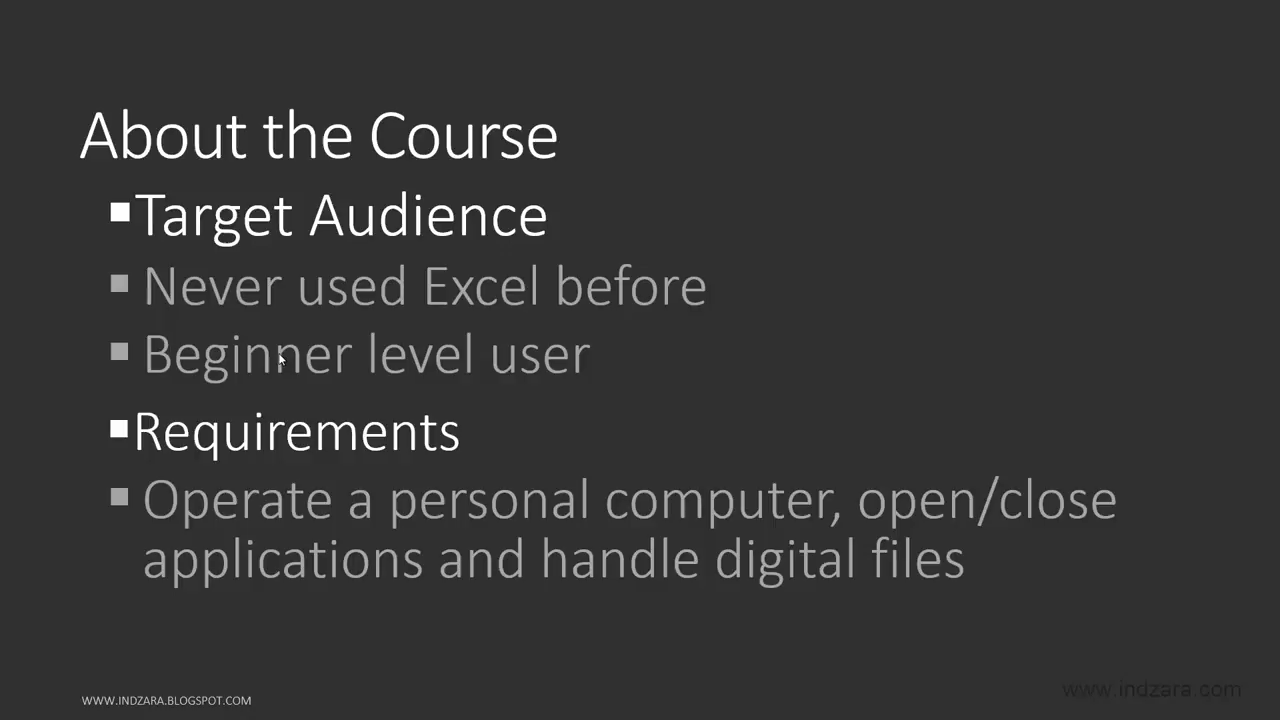 About the Course
Target Audience
Never used Excel before
Beginner level user
Requirements
Operate a personal computer, open/close
applications and handle digital files
WWW.INDZARA.BLOGSPOT.COM
www.indzara.com